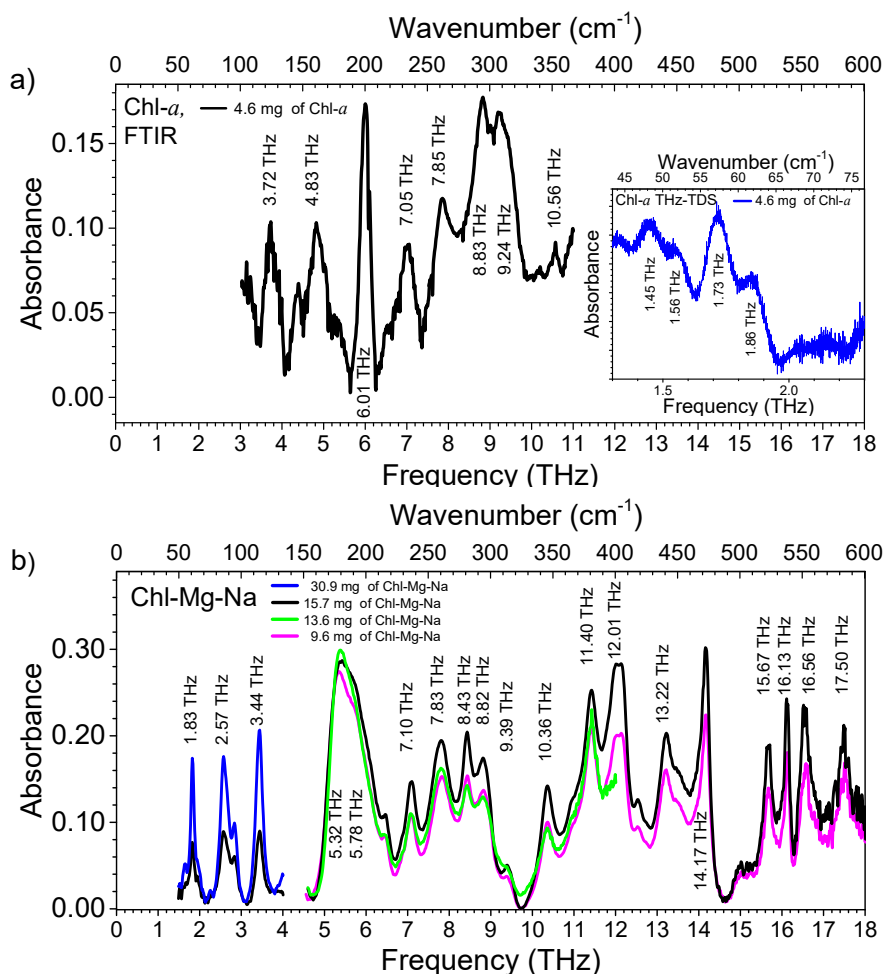 Wavenumber (cm⁻¹)
0 50 100 150 200 250 300 350 400 450 500 550 600
a)
Chl-a,
FTIR
4.6 mg of Chl-a
Absorbance
0.15
0.10
0.05
0.00
3.72 THz
4.83 THz
6.01 THz
7.05 THz
7.85 THz
8.83 THz
9.24 THz
10.56 THz
Wavenumber (cm⁻¹)
45 50 55 60 65 70 75
Chl-a THz-TDS
4.6 mg of Chl-a
Absorbance
1.45 THz
1.56 THz
1.73 THz
1.86 THz
1.5 2.0
Frequency (THz)
0 1 2 3 4 5 6 7 8 9 10 11 12 13 14 15 16 17 18
Frequency (THz)
Wavenumber (cm⁻¹)
0 50 100 150 200 250 300 350 400 450 500 550 600
b)
Chl-Mg-Na
30.9 mg of Chl-Mg-Na
15.7 mg of Chl-Mg-Na
13.6 mg of Chl-Mg-Na
9.6 mg of Chl-Mg-Na
Absorbance
0.30
0.20
0.10
0.00
1.83 THz
2.57 THz
3.44 THz
5.32 THz
5.78 THz
7.10 THz
7.83 THz
8.43 THz
8.82 THz
9.39 THz
10.36 THz
11.40 THz
12.01 THz
13.22 THz
14.17 THz
15.67 THz
16.13 THz
16.56 THz
17.50 THz
0 1 2 3 4 5 6 7 8 9 10 11 12 13 14 15 16 17 18
Frequency (THz)